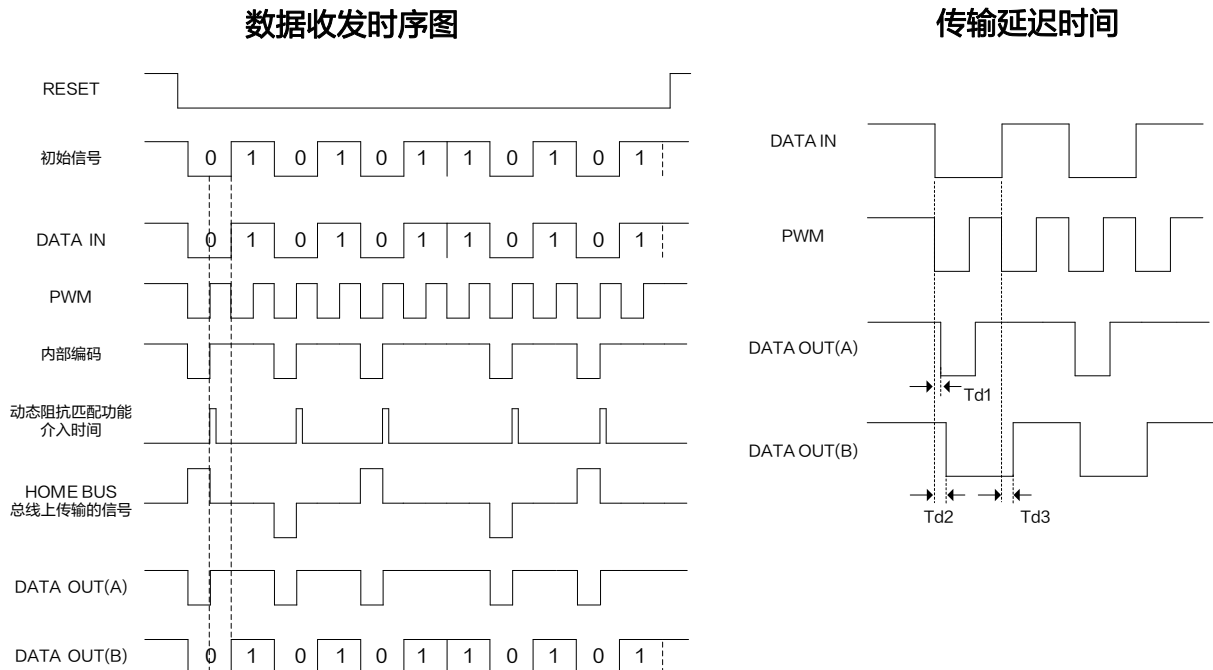 数据收发时序图
RESET
初始信号
0 1 0 1 0 1 1 0 1 0 1
DATA IN
0 1 0 1 0 1 1 0 1 0 1
PWM
内部编码
动态阻抗匹配功能
介入时间
HOME BUS
总线上传输的信号
DATA OUT(A)
DATA OUT(B)
0 1 0 1 0 1 1 0 1 0 1
传输延迟时间
DATA IN
PWM
DATA OUT(A)
Td1
DATA OUT(B)
Td2 Td3